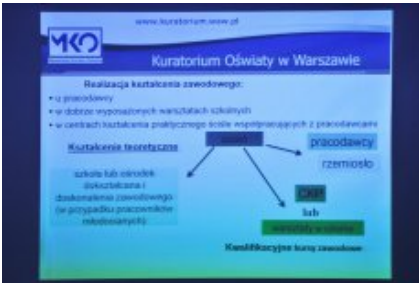 www.kuratorium.waw.pl
MKO
Kuratorium Oświaty w Warszawie
Realizacja kształcenia zawodowego:
• u pracodawcy
• w dobrze wyposażonych warsztatach szkolnych
• w centrach kształcenia praktycznego ściśle współpracujących z pracodawcami
Kształcenie teoretyczne
pracodawcy
rzemiosło
szkoła lub ośrodek
dokształcania i
doskonalenia zawodowego
(w przypadku pracowników
młodocianych)
CKP
lub
warsztaty w szkole
Kwalifikacyjne kursy zawodowe